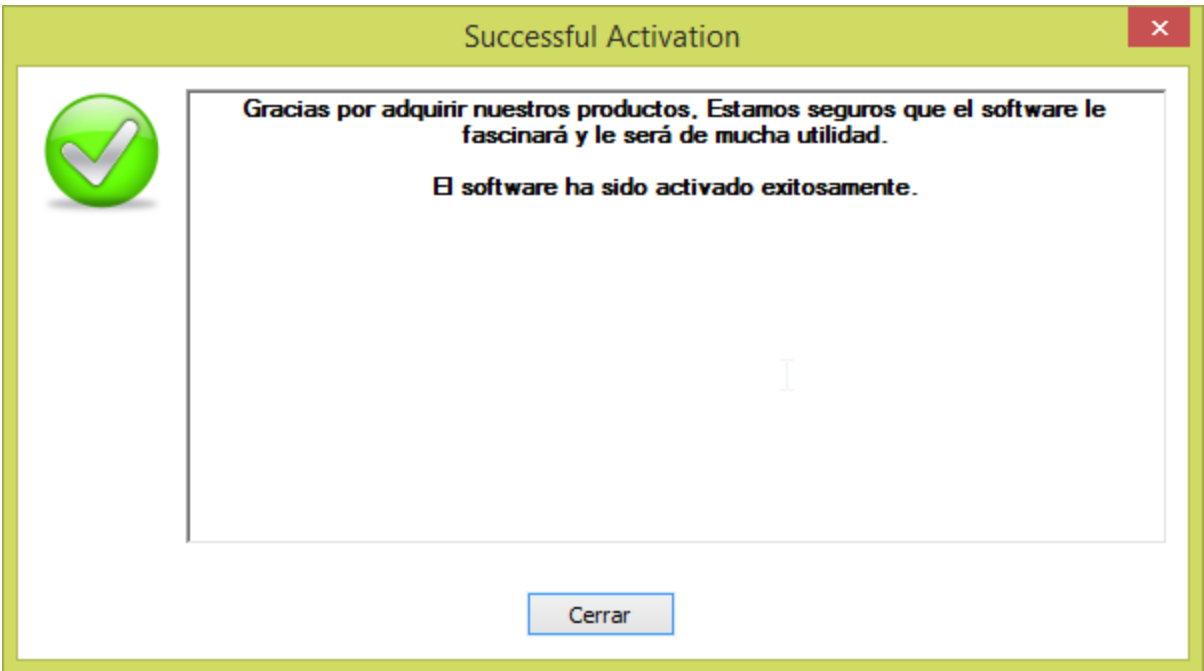 Successful Activation
Gracias por adquirir nuestros productos, Estamos seguros que el software le
fascinará y le será de mucha utilidad.
El software ha sido activado exitosamente.
Cerrar